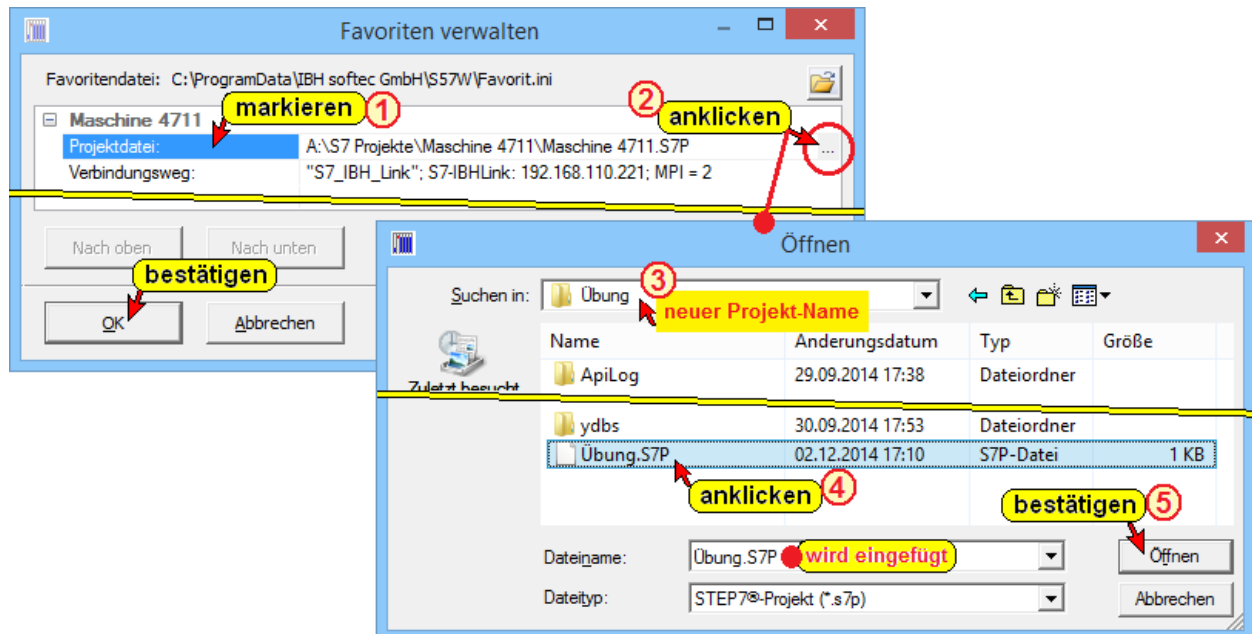 Favoriten verwalten
Favoritendatei: C:\ProgramData\IBH softec GmbH\S57W\Favorit.ini
markieren 1
2 anklicken
Maschine 4711
Projektdatei: A:\S7 Projekte\Maschine 4711\Maschine 4711.S7P ...
Verbindungsweg: "S7_IBH_Link"; S7-IBHLink: 192.168.110.221; MPI = 2
Nach oben Nach unten
bestätigen
OK Abbrechen
Öffnen
Suchen in: Übung 3
neuer Projekt-Name
Name Änderungsdatum Typ Größe
Zuletzt besucht
ApiLog 29.09.2014 17:38 Dateiordner
ydbs 30.09.2014 17:53 Dateiordner
Übung.S7P 02.12.2014 17:10 S7P-Datei 1 KB
anklicken 4
bestätigen 5
Dateiname: Übung.S7P wird eingefügt Öffnen
Dateityp: STEP7®-Projekt (*.s7p) Abbrechen